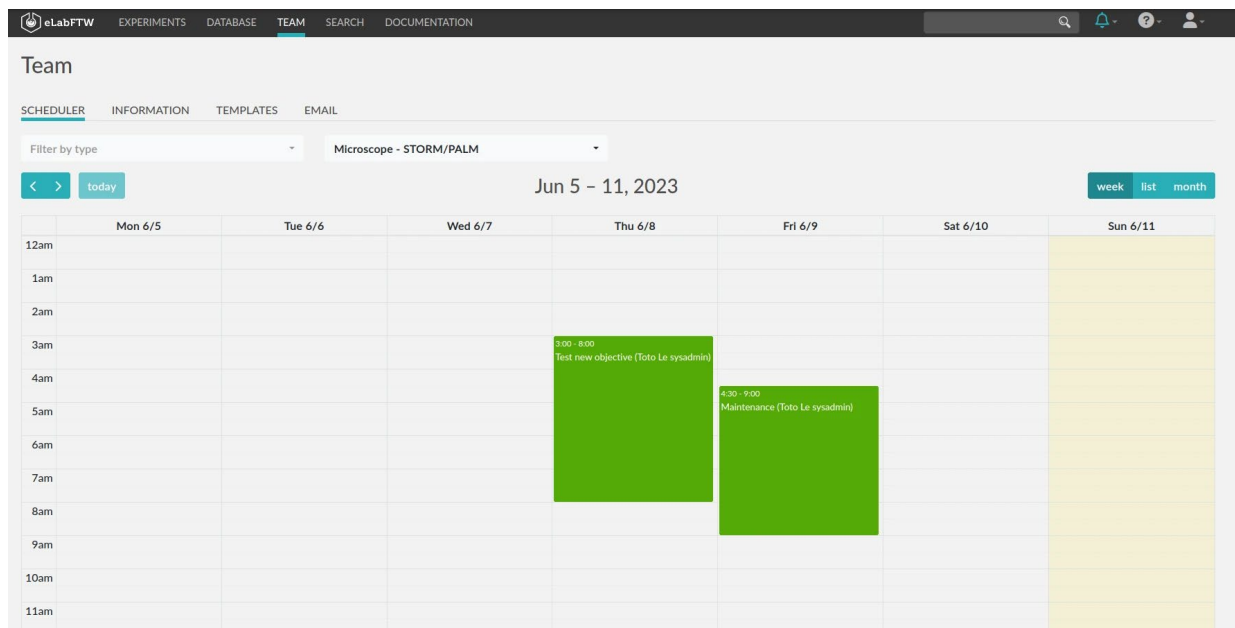 eLabFTW EXPERIMENTS DATABASE TEAM SEARCH DOCUMENTATION
Team
SCHEDULER INFORMATION TEMPLATES EMAIL
Filter by type Microscope - STORM/PALM
today Jun 5 – 11, 2023 week list month
Mon 6/5 Tue 6/6 Wed 6/7 Thu 6/8 Fri 6/9 Sat 6/10 Sun 6/11
12am
1am
2am
3am
3:00 - 8:00
Test new objective (Toto Le sysadmin)
4am
4:30 - 9:00
Maintenance (Toto Le sysadmin)
5am
6am
7am
8am
9am
10am
11am